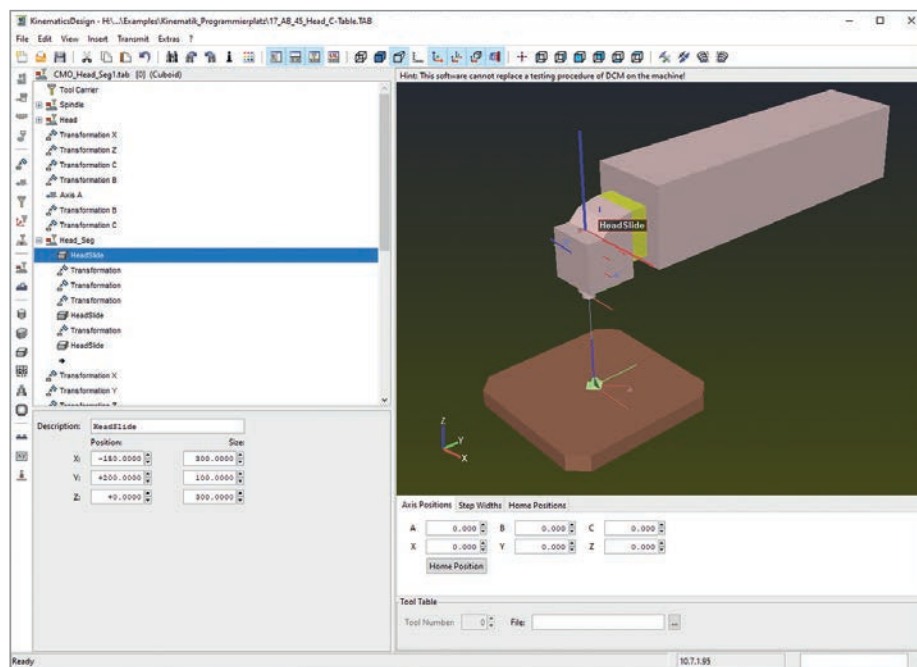 KinematicsDesign - H:\...\Examples\Kinematik_Programmierplatz\17_AB_45_Head_C-Table.TAB
File Edit View Insert Transmit Extras ?
CMO_Head_Seg1.tab [0] (Cuboid)
Hint: This software cannot replace a testing procedure of DCM on the machine!
Tool Carrier
Spindle
Head
Transformation X
Transformation Z
Transformation C
Transformation B
Axis A
Transformation B
Transformation C
Head_Seg
HeadSlide
Transformation
Transformation
Transformation
HeadSlide
Transformation
HeadSlide
Transformation X
Transformation Y
Transformation Z
HeadSlide
Z
Y
X
Description: HeadSlide
Position: Size:
X: -150.0000 300.0000
Y: +200.0000 100.0000
Z: +0.0000 300.0000
Axis Positions Step Widths Home Positions
A 0.000 B 0.000 C 0.000
X 0.000 Y 0.000 Z 0.000
Home Position
Tool Table
Tool Number: 0 File: ...
Ready 10.7.1.95